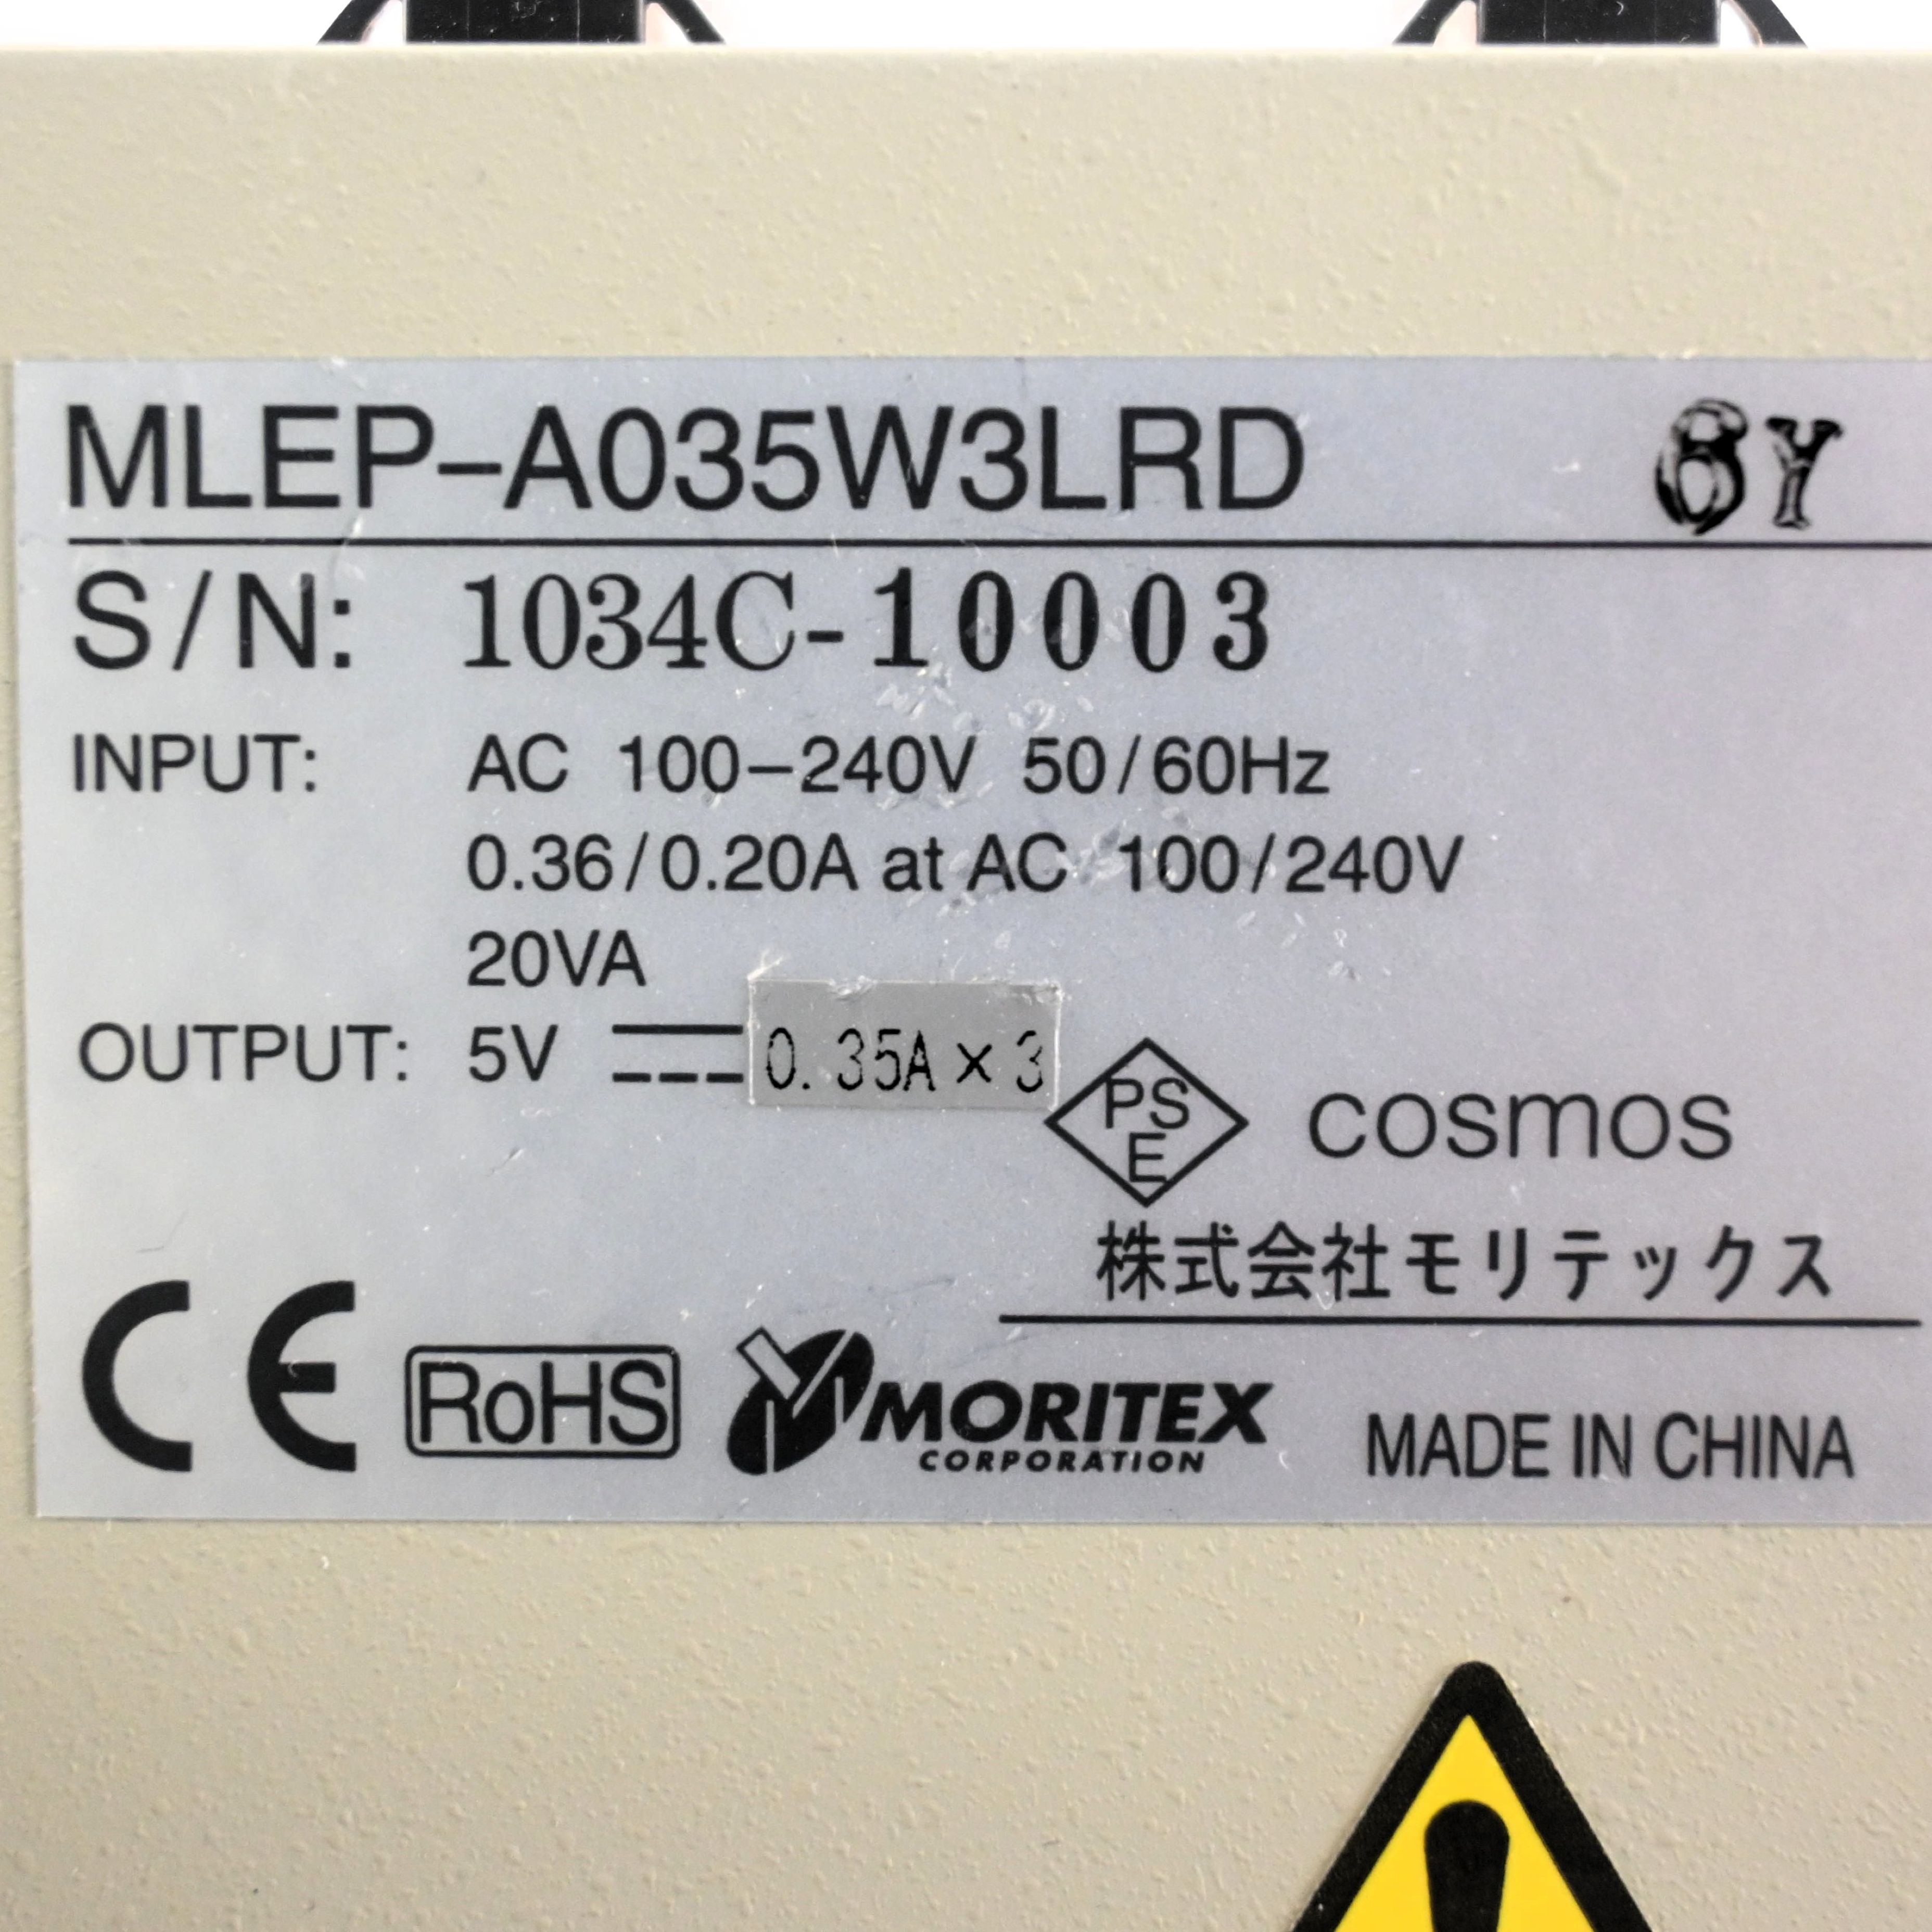 MLEP-A035W3LRD 6Y
S/N: 1034C-10003
INPUT: AC 100-240V 50/60Hz
0.36/0.20A at AC 100/240V
20VA
OUTPUT: 5V ⎓ 0.35A×3
PSE cosmos
株式会社モリテックス
CE RoHS MORITEX
CORPORATION
MADE IN CHINA